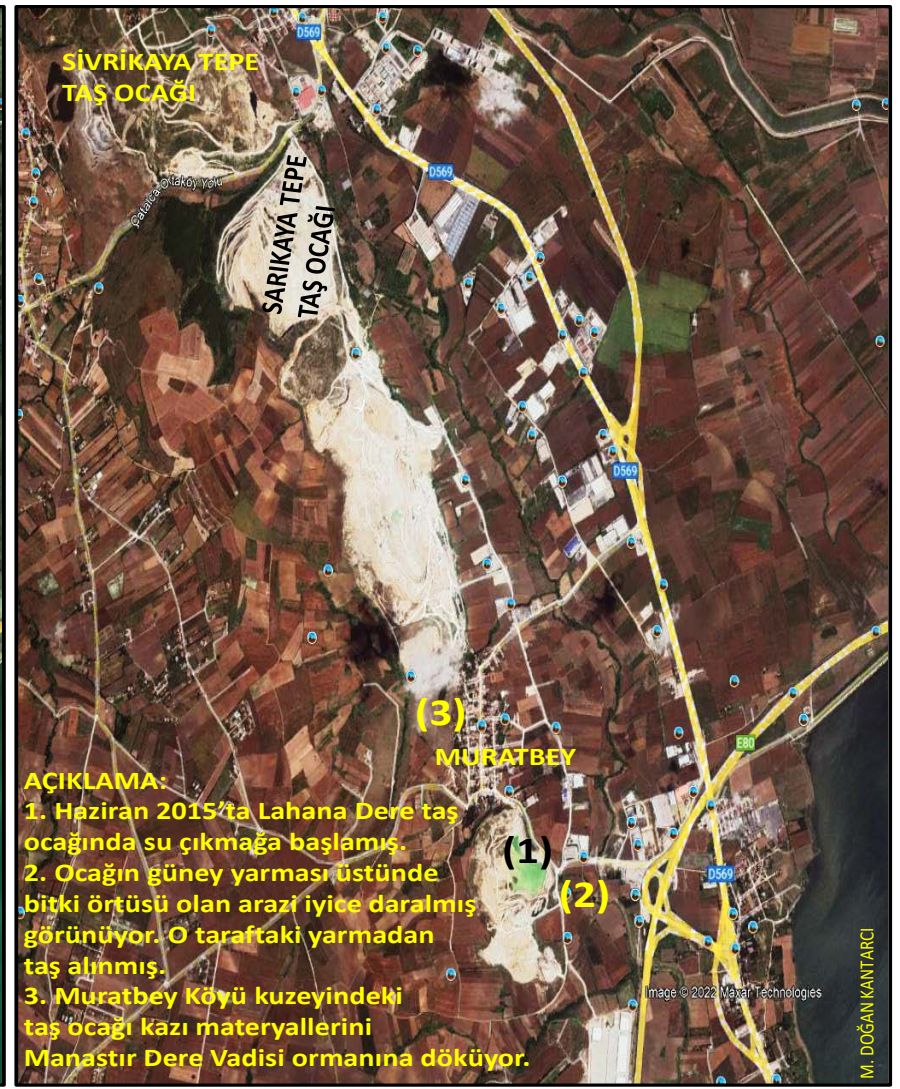 D569
SİVRİKAYA TEPE
TAŞ OCAĞI
Çatalca Ortaköy Yolu
SARIKAYA TEPE
TAŞ OCAĞI
D569
D569
(3)
MURATBEY
E80
AÇIKLAMA:
1. Haziran 2015’ta Lahana Dere taş
ocağında su çıkmağa başlamış.
2. Ocağın güney yarması üstünde
bitki örtüsü olan arazi iyice daralmış
görünüyor. O taraftaki yarmadan
taş alınmış.
3. Muratbey Köyü kuzeyindeki
taş ocağı kazı materyallerini
Manastır Dere Vadisi ormanına döküyor.
(1)
(2)
D569
Image © 2022 Maxar Technologies
M. DOĞAN KANTARCI